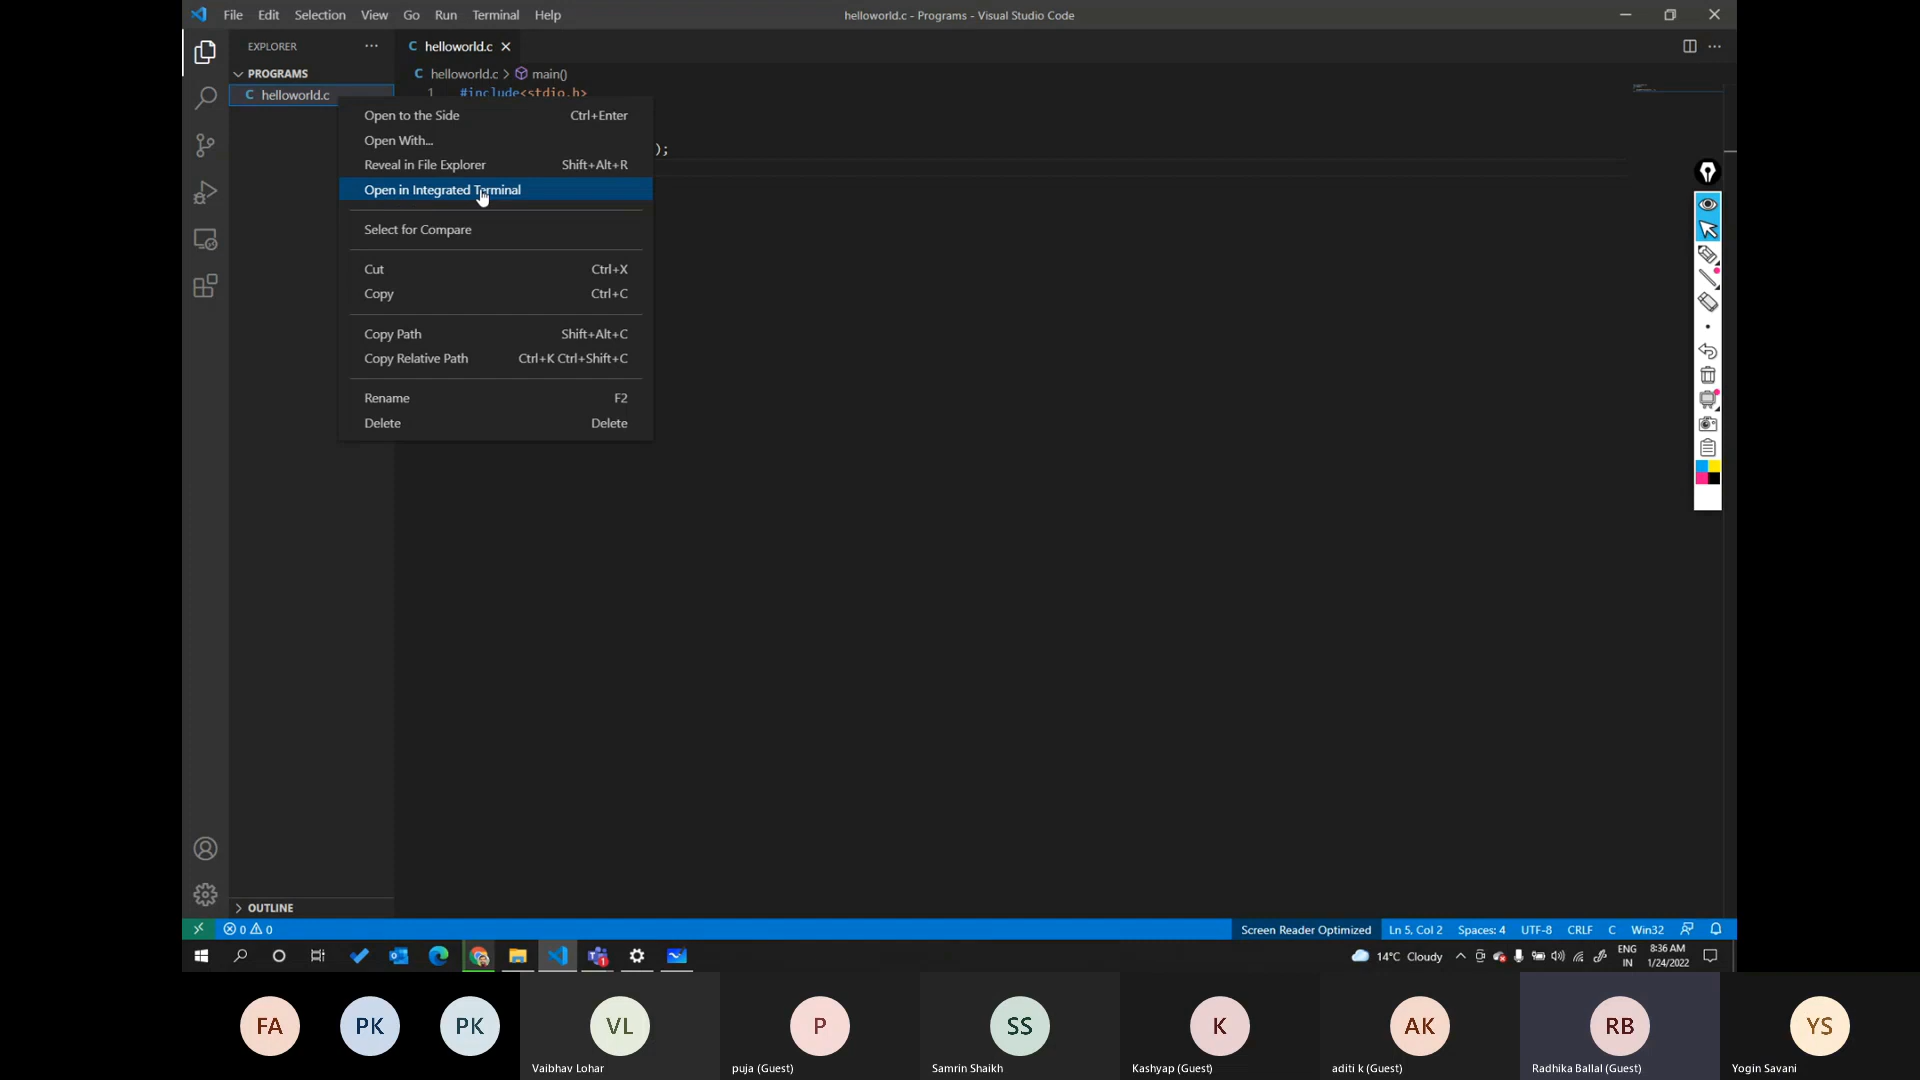 File Edit Selection View Go Run Terminal Help
helloworld.c - Programs - Visual Studio Code
EXPLORER
helloworld.c
PROGRAMS
helloworld.c > main()
helloworld.c
1 #include<stdio.h>
);
Open to the Side Ctrl+Enter
Open With...
Reveal in File Explorer Shift+Alt+R
Open in Integrated Terminal
Select for Compare
Cut Ctrl+X
Copy Ctrl+C
Copy Path Shift+Alt+C
Copy Relative Path Ctrl+K Ctrl+Shift+C
Rename F2
Delete Delete
OUTLINE
0 0
Screen Reader Optimized Ln 5, Col 2 Spaces: 4 UTF-8 CRLF C Win32
14°C Cloudy
ENG
IN
8:36 AM
1/24/2022
FA PK PK VL P SS K AK RB YS
Vaibhav Lohar puja (Guest) Samrin Shaikh Kashyap (Guest) aditi k (Guest) Radhika Ballal (Guest) Yogin Savani